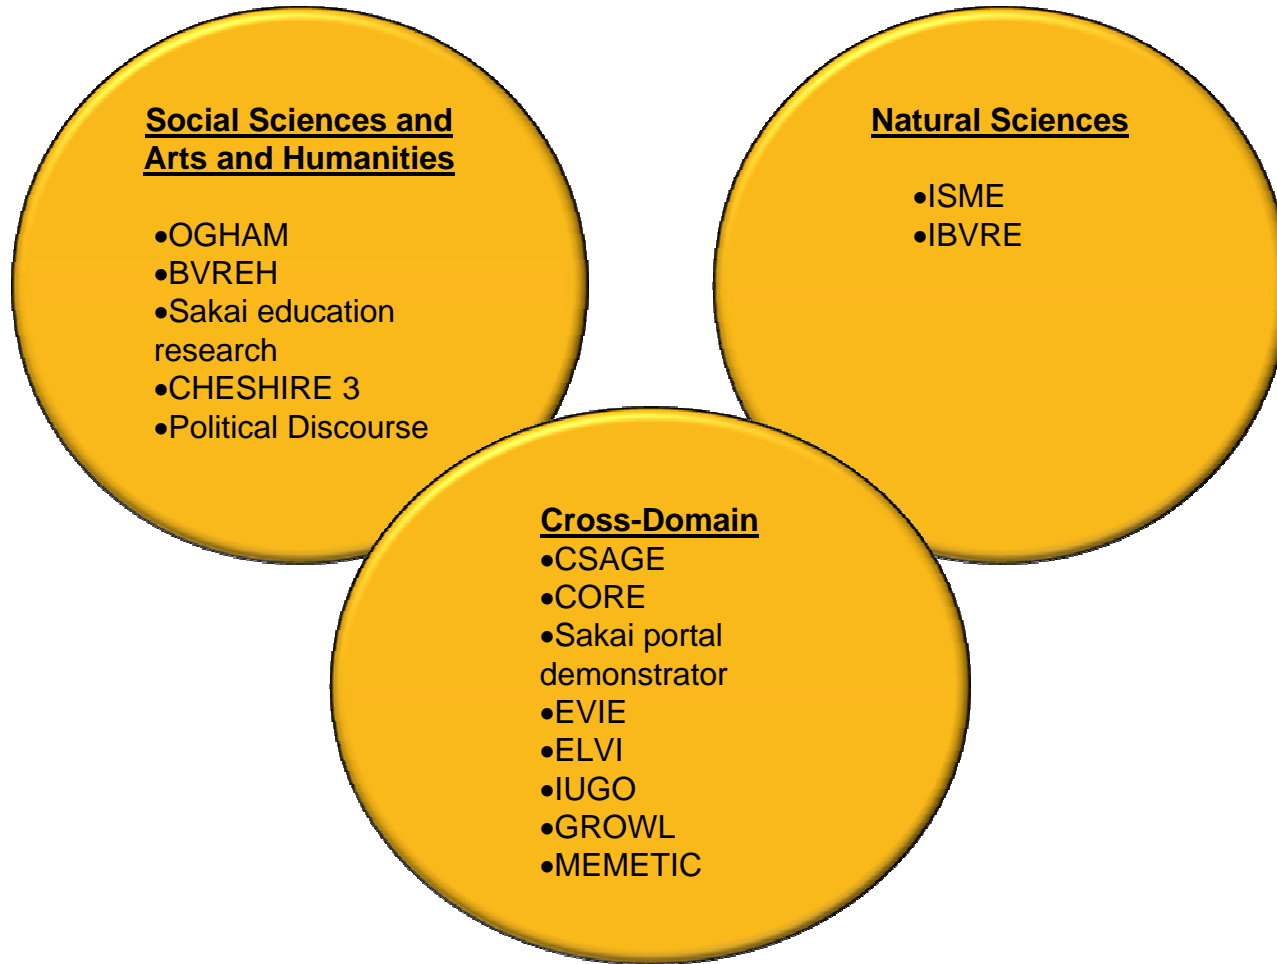 Social Sciences and
Arts and Humanities
•OGHAM
•BVREH
•Sakai education
research
•CHESHIRE 3
•Political Discourse
Natural Sciences
•ISME
•IBVRE
Cross-Domain
•CSAGE
•CORE
•Sakai portal
demonstrator
•EVIE
•ELVI
•IUGO
•GROWL
•MEMETIC